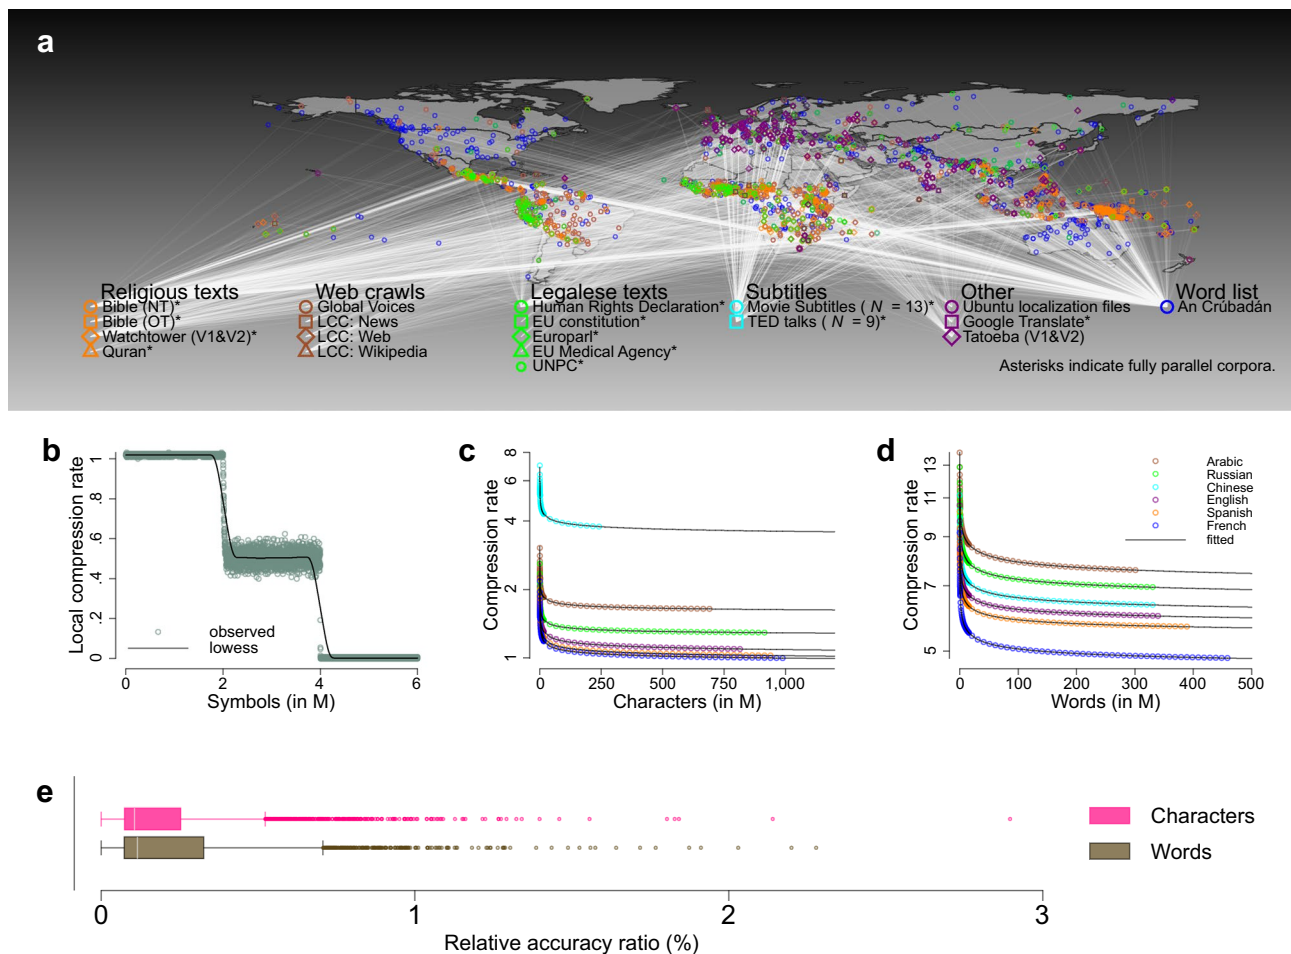 a
Religious texts
Bible (NT)*
Bible (OT)*
Watchtower (V1&V2)*
Quran*
Web crawls
Global Voices
LCC: News
LCC: Web
LCC: Wikipedia
Legalese texts
Human Rights Declaration*
EU constitution*
Europarl*
EU Medical Agency*
UNPC*
Subtitles
Movie Subtitles ( N = 13)*
TED talks ( N = 9)*
Other
Ubuntu localization files
Google Translate*
Tatoeba (V1&V2)
Word list
An Crúbadán
Asterisks indicate fully parallel corpora.
b
Local compression rate
1
.8
.6
.4
.2
0
observed
lowess
0 2 4 6
Symbols (in M)
c
Compression rate
8
6
4
2
1
0 250 500 750 1,000
Characters (in M)
d
Compression rate
13
11
9
7
5
Arabic
Russian
Chinese
English
Spanish
French
fitted
0 100 200 300 400 500
Words (in M)
e
Characters
Words
0 1 2 3
Relative accuracy ratio (%)